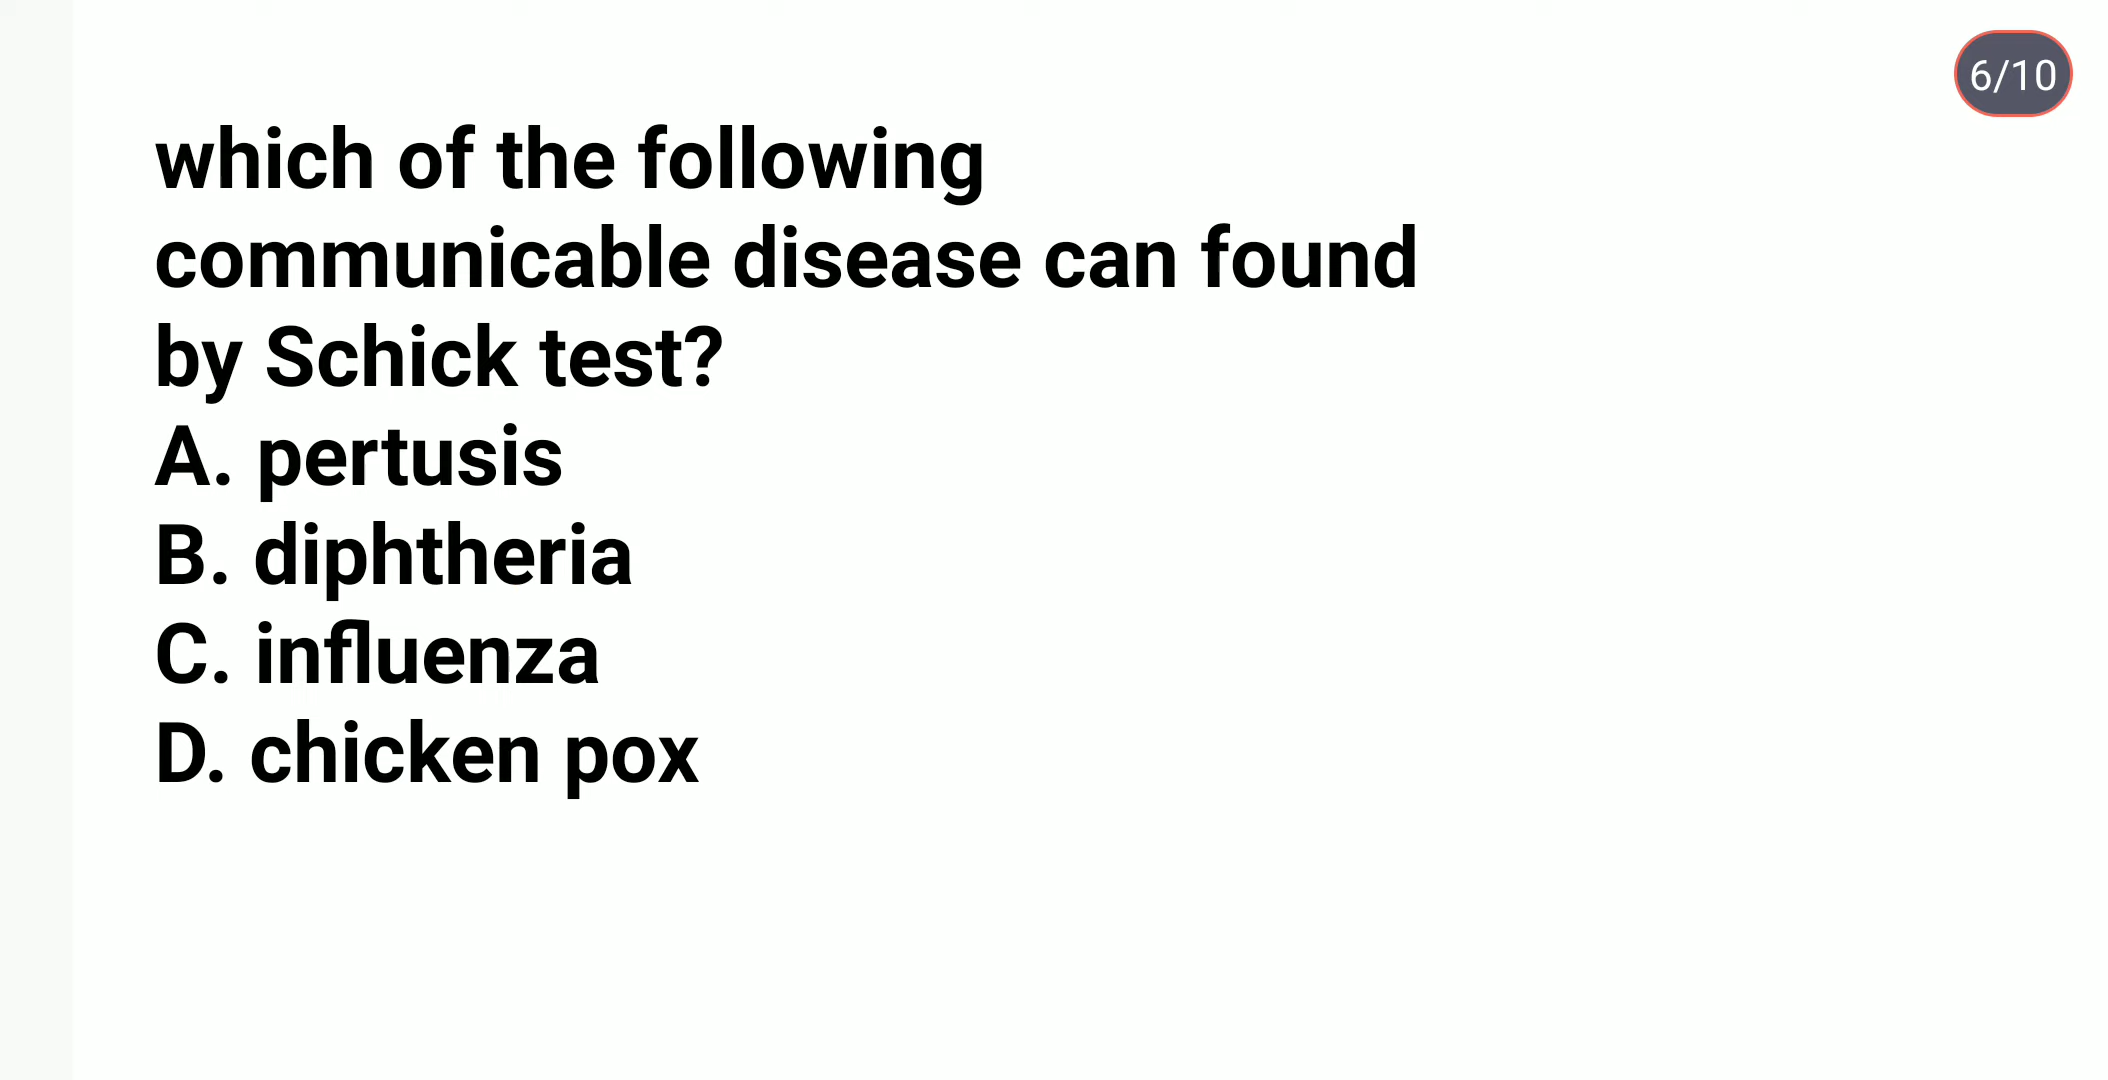 6/10
which of the following
communicable disease can found
by Schick test?
A. pertusis
B. diphtheria
C. influenza
D. chicken pox